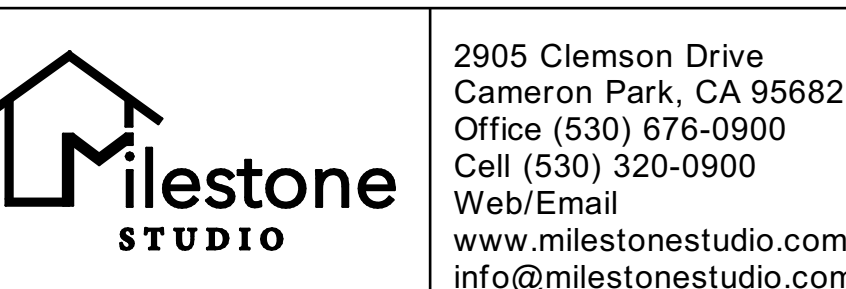 Milestone
STUDIO
2905 Clemson Drive
Cameron Park, CA 95682
Office (530) 676-0900
Cell (530) 320-0900
Web/Email
www.milestonestudio.com
info@milestonestudio.com